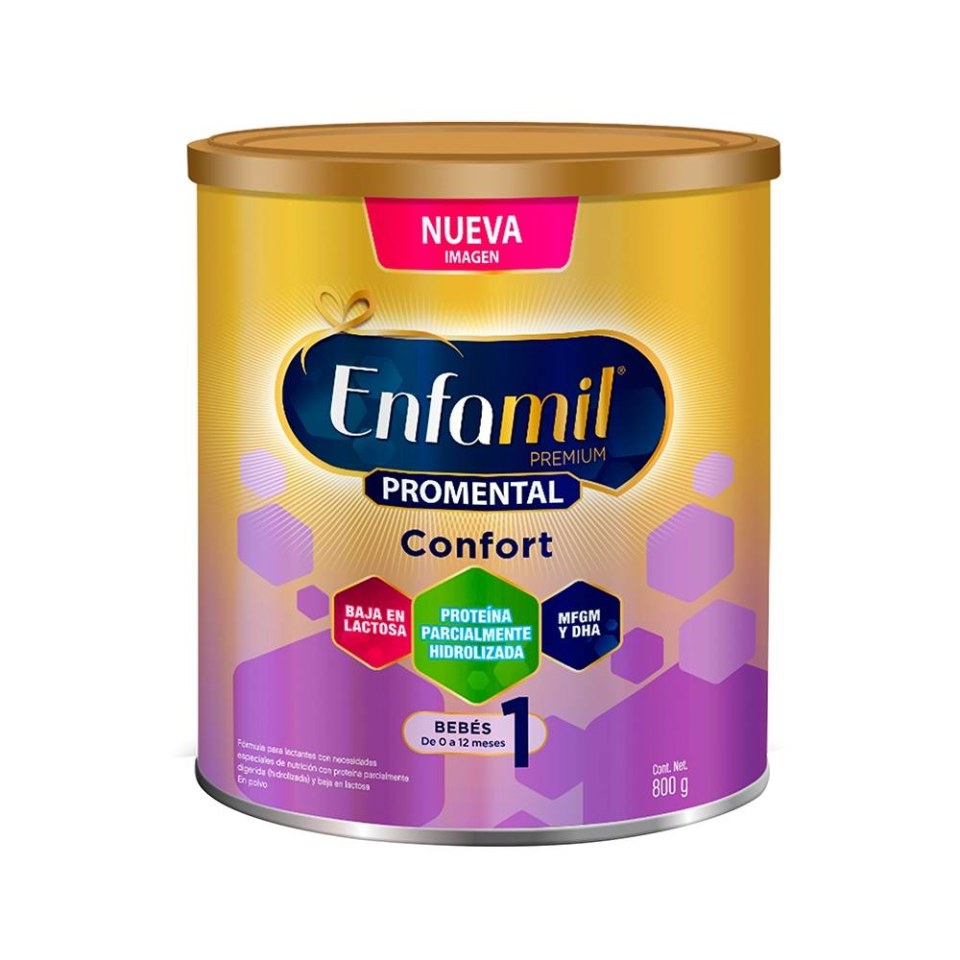 NUEVA
IMAGEN
Enfamil®
PREMIUM
PROMENTAL
Confort
BAJA EN
LACTOSA
PROTEÍNA
PARCIALMENTE
HIDROLIZADA
MFGM
Y DHA
BEBÉS
De 0 a 12 meses
1
Fórmula para lactantes con necesidades
especiales de nutrición con proteína parcialmente
digerida (hidrolizada) y baja en lactosa
En polvo
Cont. Net.
800 g